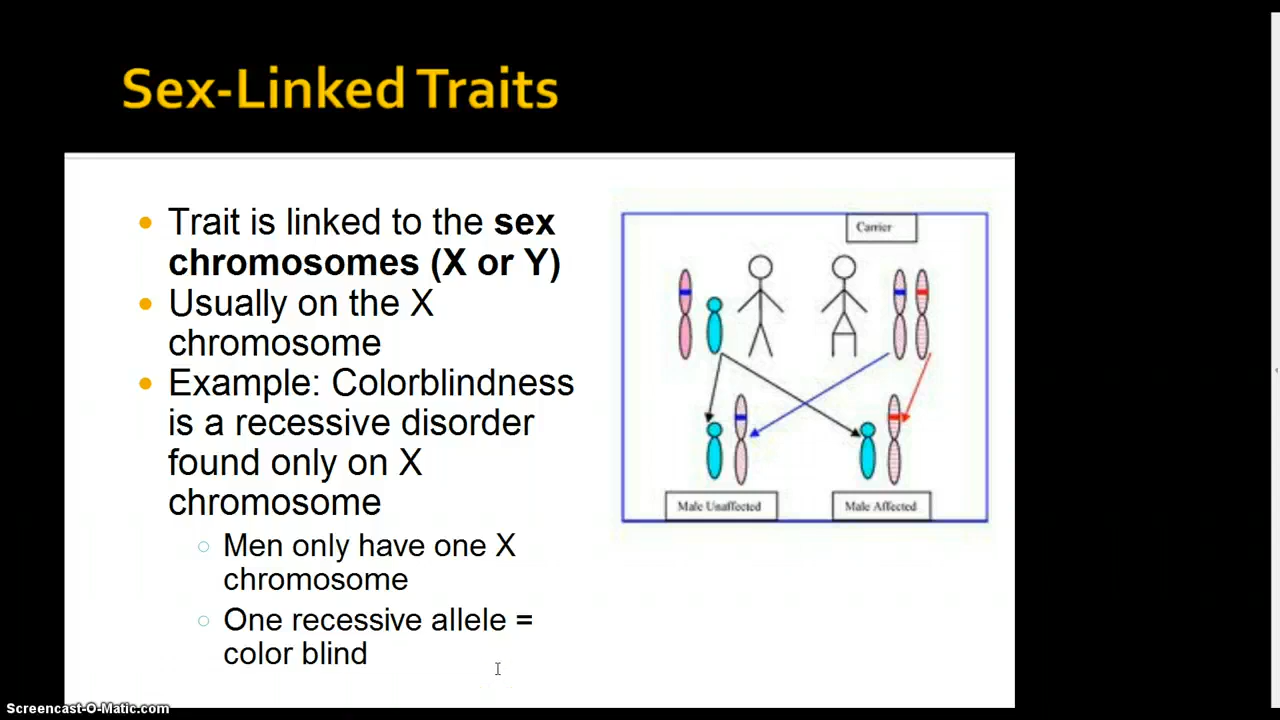 Sex-Linked Traits
• Trait is linked to the sex
chromosomes (X or Y)
• Usually on the X
chromosome
• Example: Colorblindness
is a recessive disorder
found only on X
chromosome
○ Men only have one X
chromosome
○ One recessive allele =
color blind
Carrier
Male Unaffected
Male Affected
Screencast-O-Matic.com